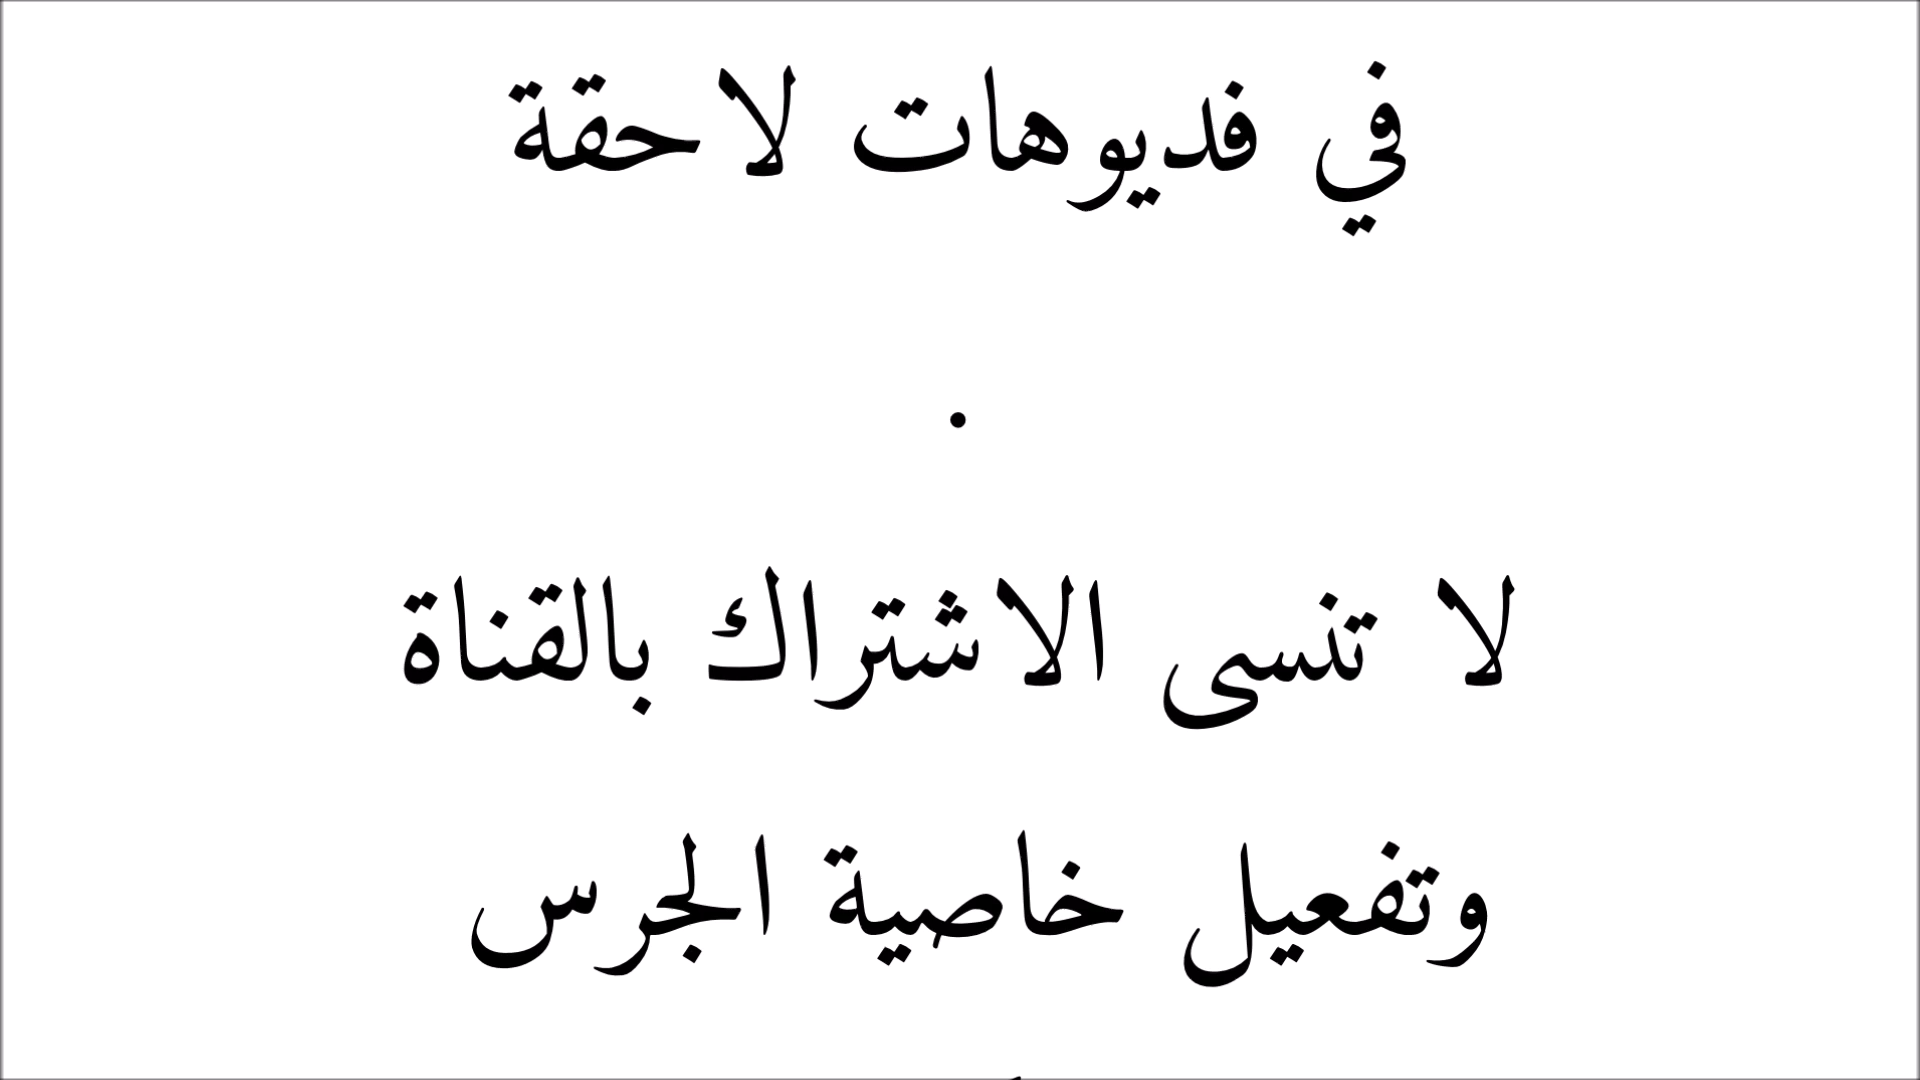 في فديوهات لاحقة
.
لا تنسى الاشتراك بالقناة
وتفعيل خاصية الجرس